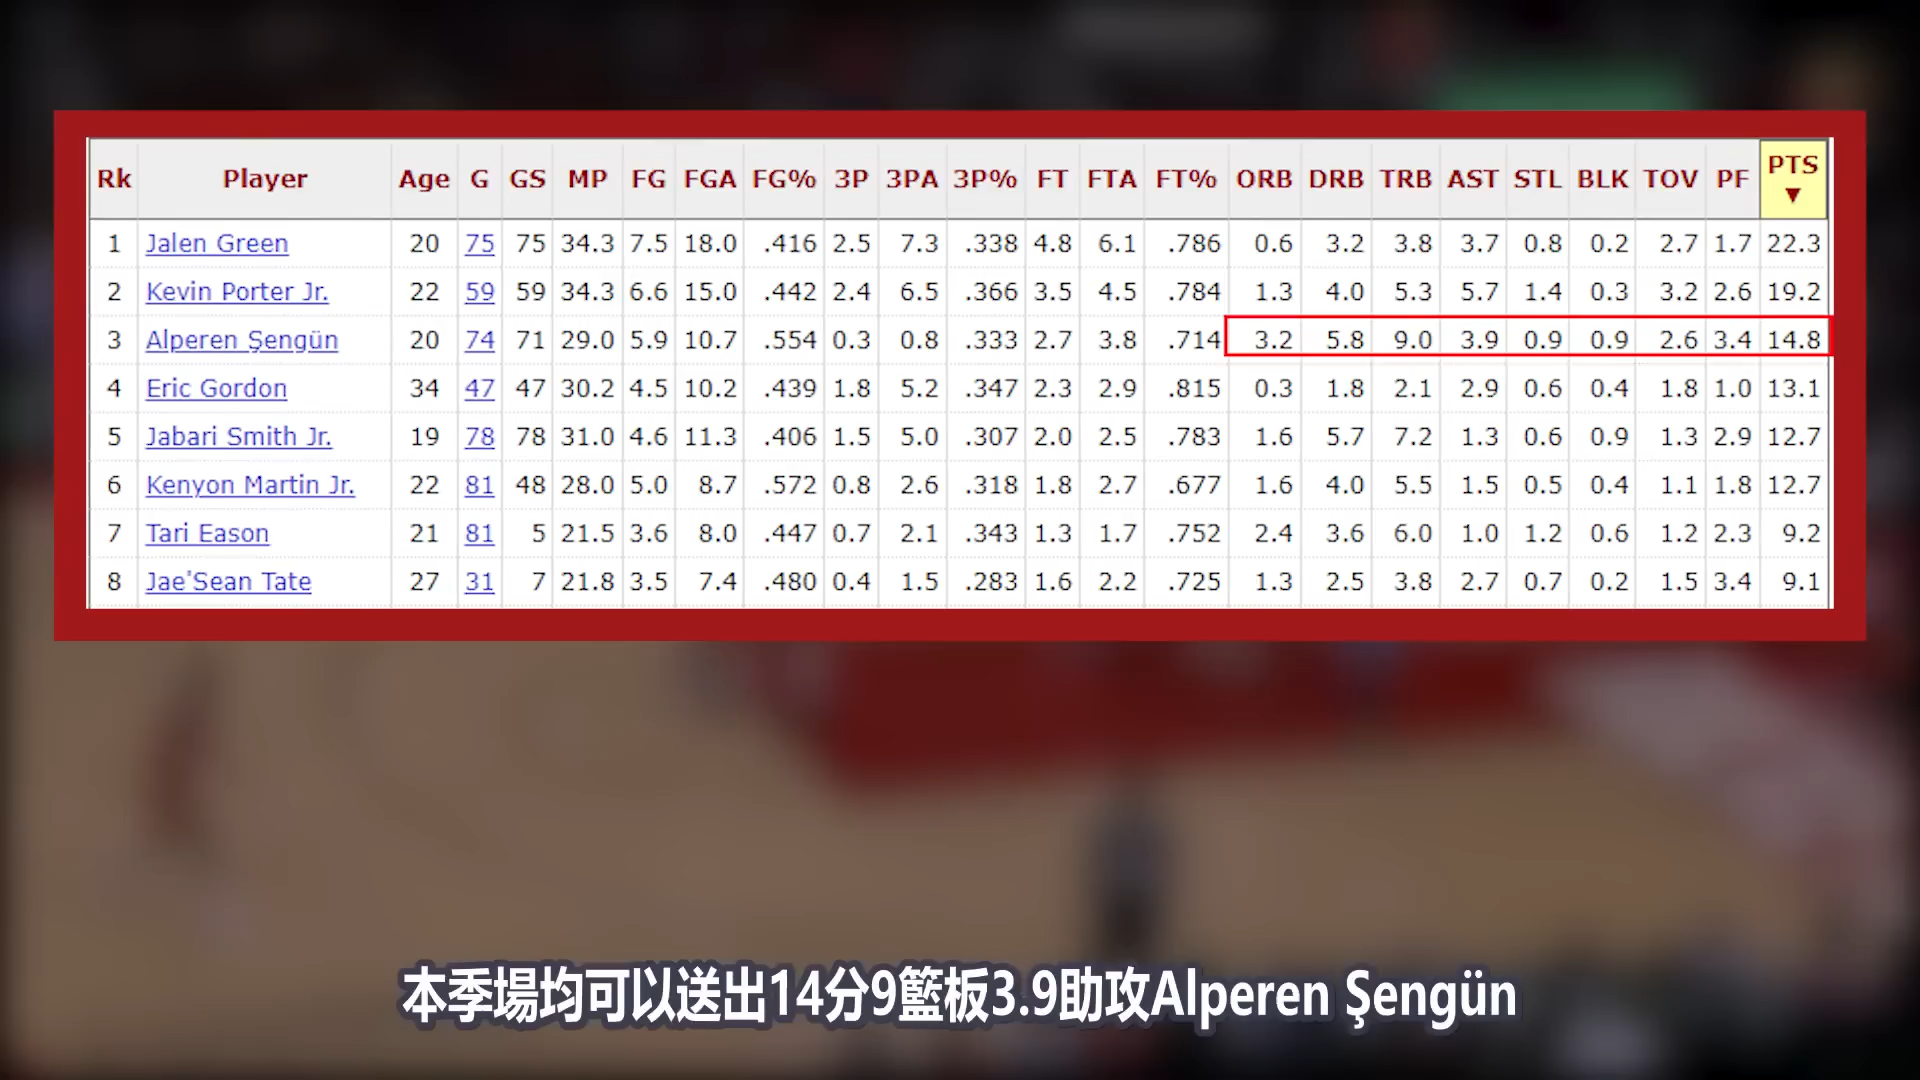 Rk Player Age G GS MP FG FGA FG% 3P 3PA 3P% FT FTA FT% ORB DRB TRB AST STL BLK TOV PF PTS ▼
1 Jalen Green 20 75 75 34.3 7.5 18.0 .416 2.5 7.3 .338 4.8 6.1 .786 0.6 3.2 3.8 3.7 0.8 0.2 2.7 1.7 22.3
2 Kevin Porter Jr. 22 59 59 34.3 6.6 15.0 .442 2.4 6.5 .366 3.5 4.5 .784 1.3 4.0 5.3 5.7 1.4 0.3 3.2 2.6 19.2
3 Alperen Şengün 20 74 71 29.0 5.9 10.7 .554 0.3 0.8 .333 2.7 3.8 .714 3.2 5.8 9.0 3.9 0.9 0.9 2.6 3.4 14.8
4 Eric Gordon 34 47 47 30.2 4.5 10.2 .439 1.8 5.2 .347 2.3 2.9 .815 0.3 1.8 2.1 2.9 0.6 0.4 1.8 1.0 13.1
5 Jabari Smith Jr. 19 78 78 31.0 4.6 11.3 .406 1.5 5.0 .307 2.0 2.5 .783 1.6 5.7 7.2 1.3 0.6 0.9 1.3 2.9 12.7
6 Kenyon Martin Jr. 22 81 48 28.0 5.0 8.7 .572 0.8 2.6 .318 1.8 2.7 .677 1.6 4.0 5.5 1.5 0.5 0.4 1.1 1.8 12.7
7 Tari Eason 21 81 5 21.5 3.6 8.0 .447 0.7 2.1 .343 1.3 1.7 .752 2.4 3.6 6.0 1.0 1.2 0.6 1.2 2.3 9.2
8 Jae'Sean Tate 27 31 7 21.8 3.5 7.4 .480 0.4 1.5 .283 1.6 2.2 .725 1.3 2.5 3.8 2.7 0.7 0.2 1.5 3.4 9.1
本季場均可以送出14分9籃板3.9助攻Alperen Şengün